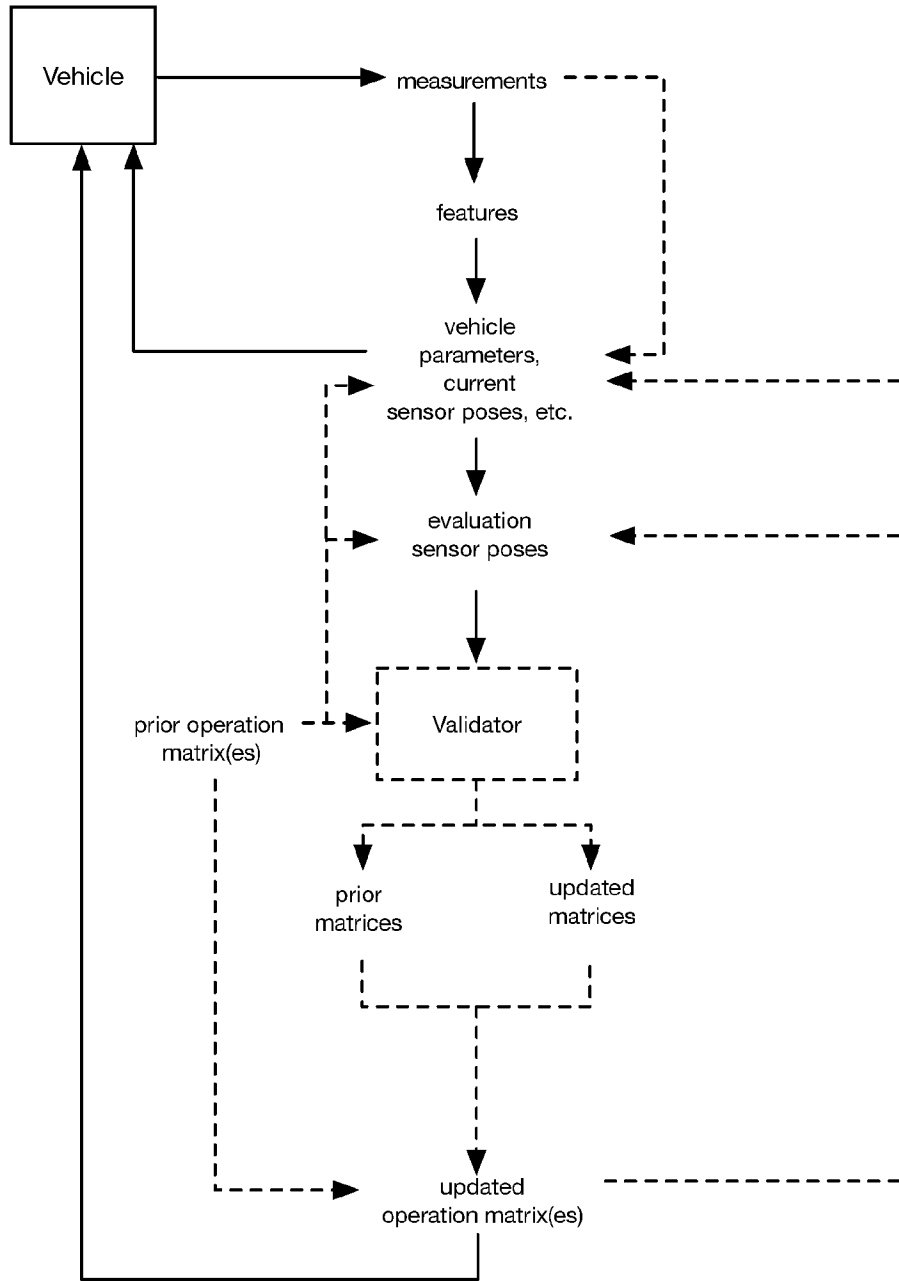 Vehicle
measurements
features
vehicle
parameters,
current
sensor poses, etc.
evaluation
sensor poses
prior operation
matrix(es)
Validator
prior
matrices
updated
matrices
updated
operation matrix(es)